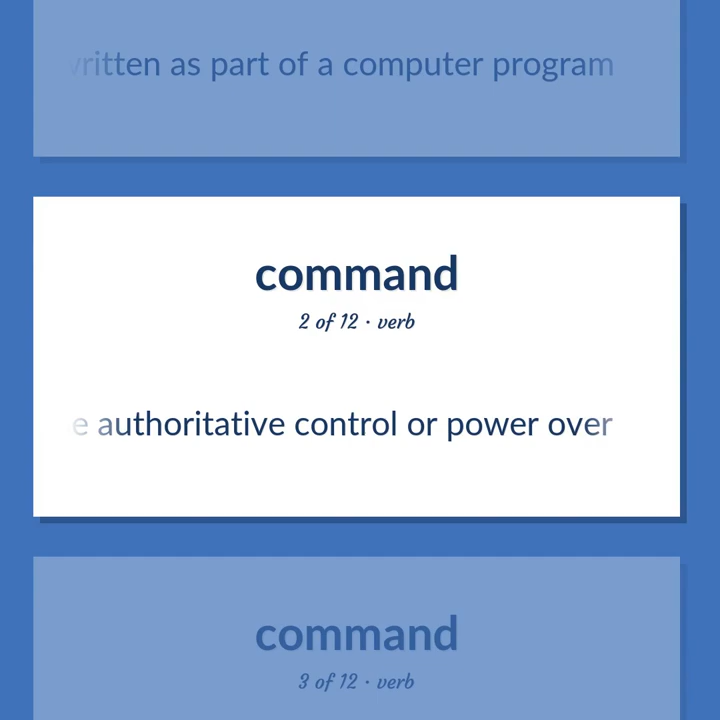 written as part of a computer program
command
2 of 12 · verb
authoritative control or power over
command
3 of 12 · verb